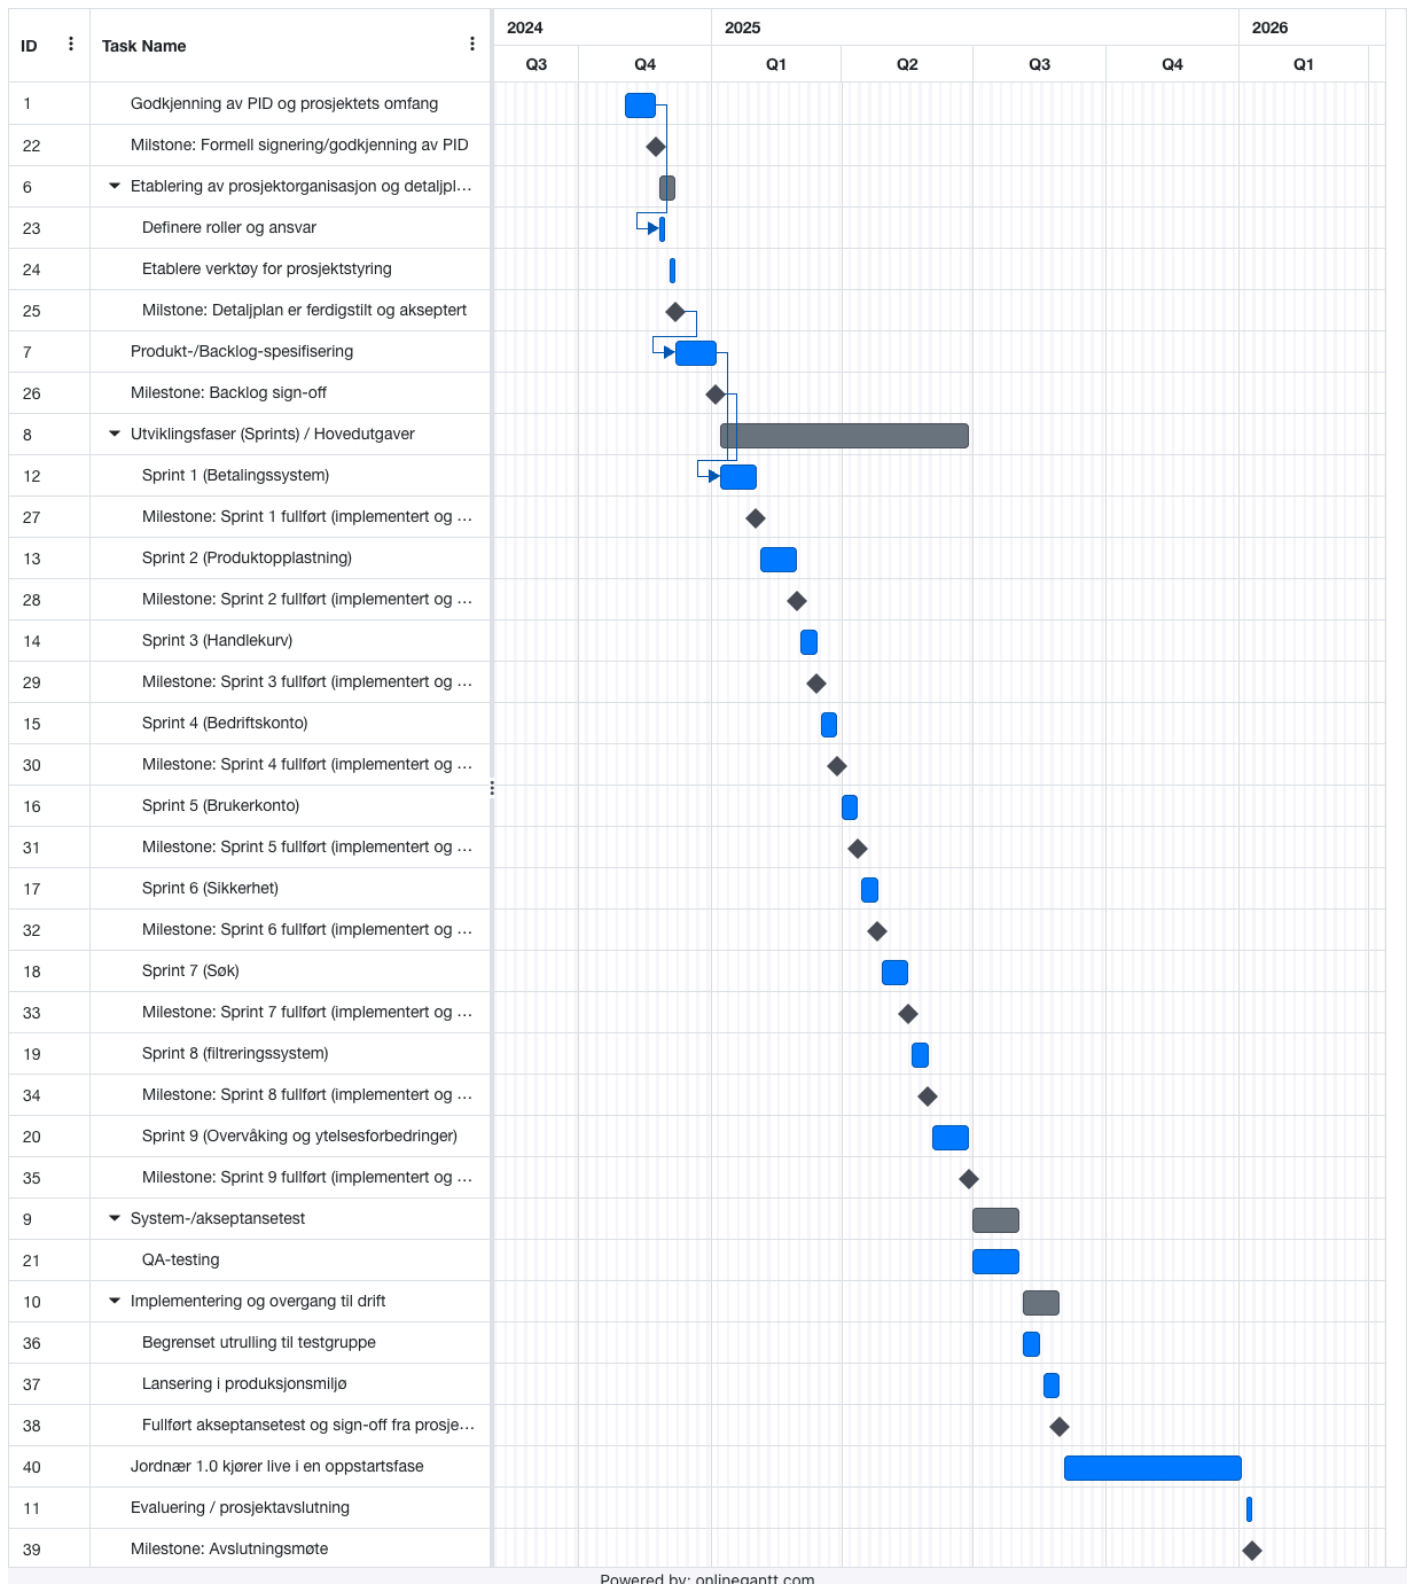 ID Task Name 2024 2025 2026
Q3 Q4 Q1 Q2 Q3 Q4 Q1
1 Godkjenning av PID og prosjektets omfang
22 Milstone: Formell signering/godkjenning av PID
6 Etablering av prosjektorganisasjon og detaljpl...
23 Definere roller og ansvar
24 Etablere verktøy for prosjektstyring
25 Milstone: Detaljplan er ferdigstilt og akseptert
7 Produkt-/Backlog-spesifisering
26 Milestone: Backlog sign-off
8 Utviklingsfaser (Sprints) / Hovedutgaver
12 Sprint 1 (Betalingssystem)
27 Milestone: Sprint 1 fullført (implementert og ...
13 Sprint 2 (Produktopplastning)
28 Milestone: Sprint 2 fullført (implementert og ...
14 Sprint 3 (Handlekurv)
29 Milestone: Sprint 3 fullført (implementert og ...
15 Sprint 4 (Bedriftskonto)
30 Milestone: Sprint 4 fullført (implementert og ...
16 Sprint 5 (Brukerkonto)
31 Milestone: Sprint 5 fullført (implementert og ...
17 Sprint 6 (Sikkerhet)
32 Milestone: Sprint 6 fullført (implementert og ...
18 Sprint 7 (Søk)
33 Milestone: Sprint 7 fullført (implementert og ...
19 Sprint 8 (filtreringssystem)
34 Milestone: Sprint 8 fullført (implementert og ...
20 Sprint 9 (Overvåking og ytelsesforbedringer)
35 Milestone: Sprint 9 fullført (implementert og ...
9 System-/akseptansetest
21 QA-testing
10 Implementering og overgang til drift
36 Begrenset utrulling til testgruppe
37 Lansering i produksjonsmiljø
38 Fullført akseptansetest og sign-off fra prosje...
40 Jordnær 1.0 kjører live i en oppstartsfase
11 Evaluering / prosjektavslutning
39 Milestone: Avslutningsmøte
Powered by: onlinegantt.com